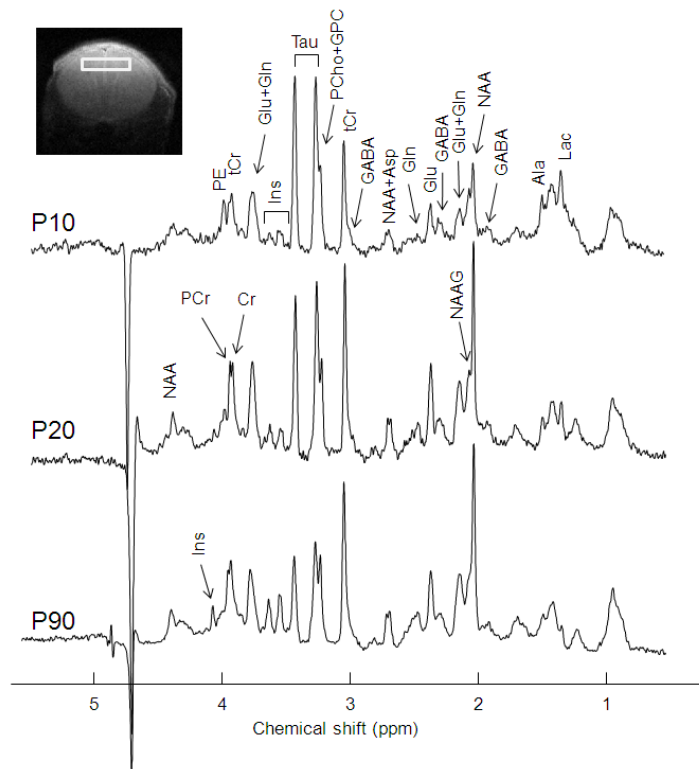 Tau
PCho+GPC
Glu+Gln
tCr
PE
Ins
tCr
GABA
NAA+Asp
Gln
Glu
GABA
Glu+Gln
NAA
GABA
Ala
Lac
P10
PCr
Cr
NAA
NAAG
P20
Ins
P90
5 4 3 2 1
Chemical shift (ppm)